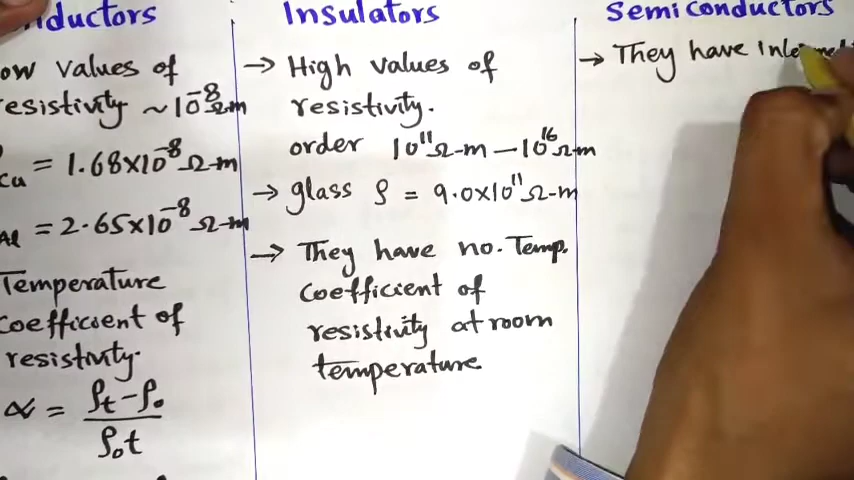 nductors
ow values of
resistivity ~10⁻⁸Ω-m
Cu = 1.68×10⁻⁸ Ω-m
Al = 2.65×10⁻⁸ Ω-m
Temperature
coefficient of
resistivity.
α = ρt - ρ₀
ρ₀t
Insulators
→ High values of
resistivity.
order 10¹¹Ω-m — 10¹⁶Ω-m
→ glass ρ = 9.0×10¹¹ Ω-m
→ They have no. Temp.
coefficient of
resistivity at room
temperature
Semiconductors
→ They have